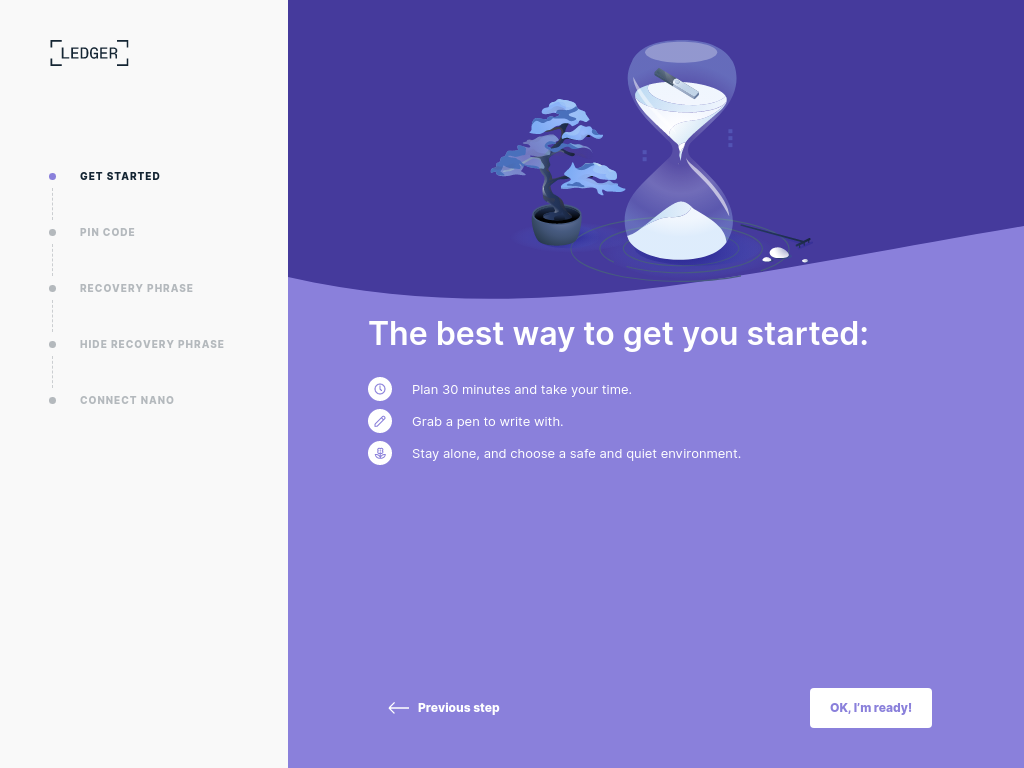 LEDGER
GET STARTED
PIN CODE
RECOVERY PHRASE
HIDE RECOVERY PHRASE
CONNECT NANO
The best way to get you started:
Plan 30 minutes and take your time.
Grab a pen to write with.
Stay alone, and choose a safe and quiet environment.
Previous step
OK, I'm ready!